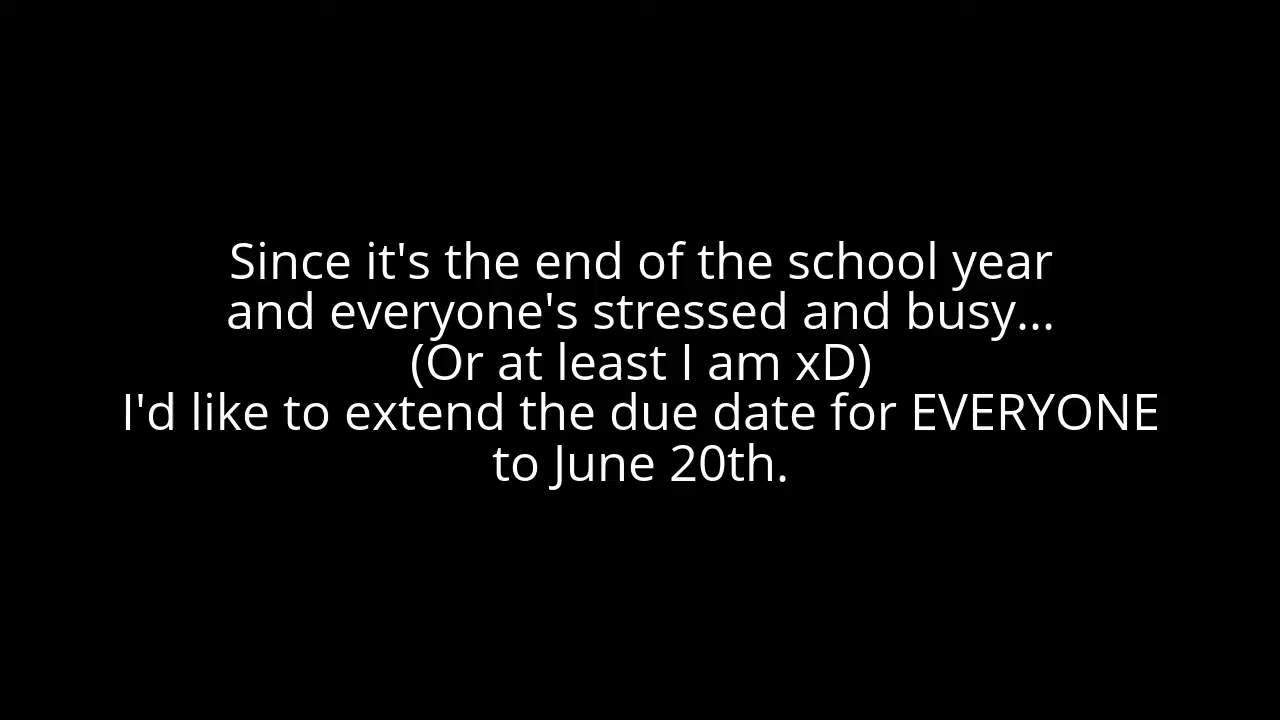 Since it's the end of the school year
and everyone's stressed and busy...
(Or at least I am xD)
I'd like to extend the due date for EVERYONE
to June 20th.